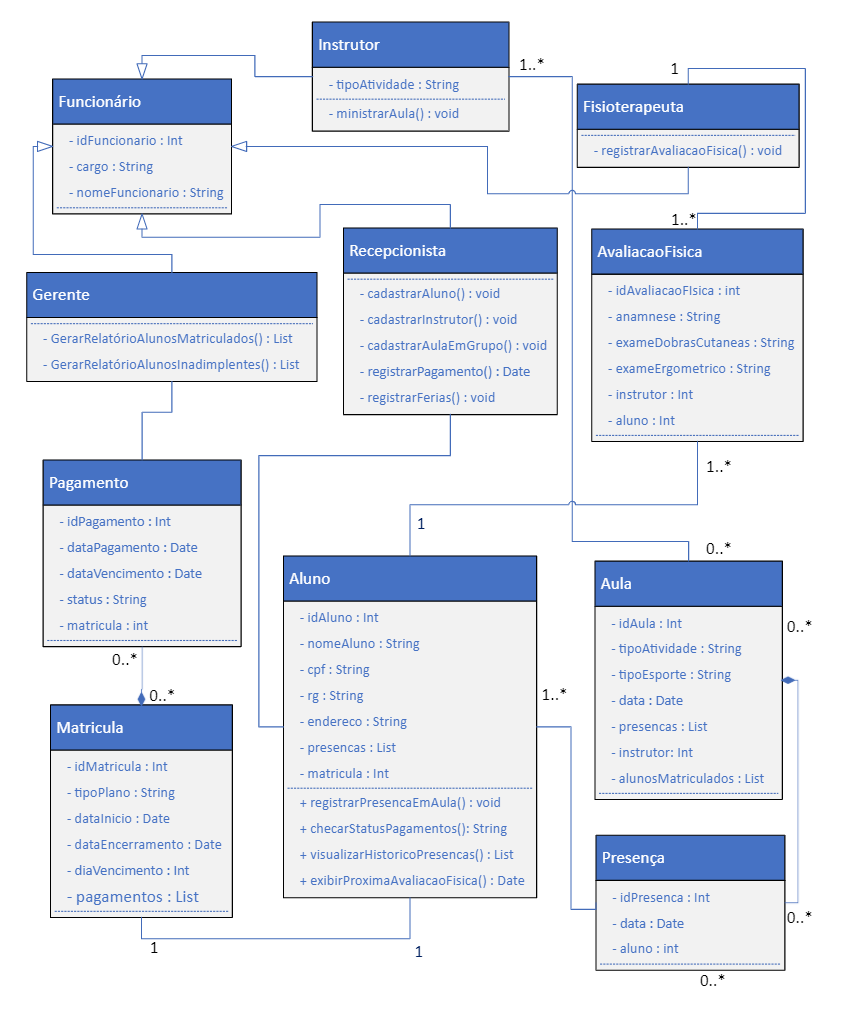 Instrutor
- tipoAtividade : String
- ministrarAula() : void
1..*
1
Funcionário
- idFuncionario : Int
- cargo : String
- nomeFuncionario : String
Fisioterapeuta
- registrarAvaliacaoFisica() : void
1..*
Recepcionista
- cadastrarAluno() : void
- cadastrarInstrutor() : void
- cadastrarAulaEmGrupo() : void
- registrarPagamento() : Date
- registrarFerias() : void
AvaliacaoFisica
- idAvaliacaoFIsica : int
- anamnese : String
- exameDobrasCutaneas : String
- exameErgometrico : String
- instrutor : Int
- aluno : Int
1..*
Gerente
- GerarRelatórioAlunosMatriculados() : List
- GerarRelatórioAlunosInadimplentes() : List
Pagamento
- idPagamento : Int
- dataPagamento : Date
- dataVencimento : Date
- status : String
- matricula : int
0..*
0..*
1
Aluno
- idAluno : Int
- nomeAluno : String
- cpf : String
- rg : String
- endereco : String
- presencas : List
- matricula : Int
+ registrarPresencaEmAula() : void
+ checarStatusPagamentos(): String
+ visualizarHistoricoPresencas() : List
+ exibirProximaAvaliacaoFisica() : Date
1..*
0..*
Aula
- idAula : Int
- tipoAtividade : String
- tipoEsporte : String
- data : Date
- presencas : List
- instrutor: Int
- alunosMatriculados : List
0..*
Matricula
- idMatricula : Int
- tipoPlano : String
- dataInicio : Date
- dataEncerramento : Date
- diaVencimento : Int
- pagamentos : List
1
1
Presença
- idPresenca : Int
- data : Date
- aluno : int
0..*
0..*